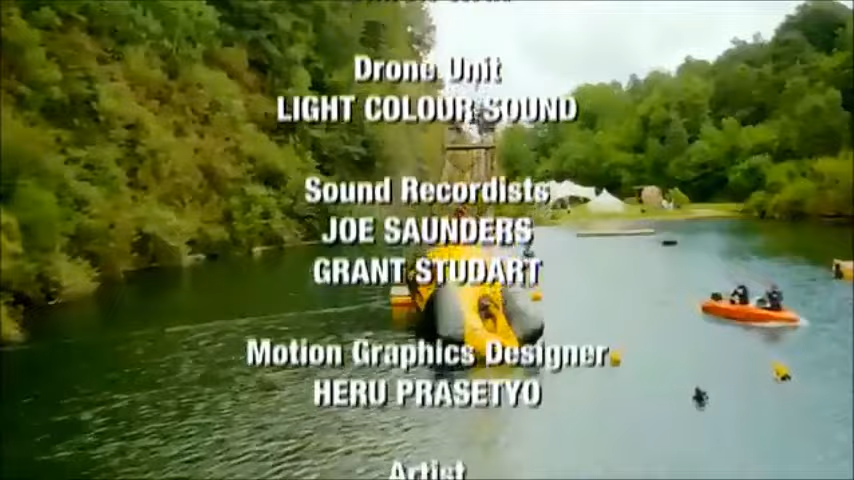 Drone Unit
LIGHT COLOUR SOUND
Sound Recordists
JOE SAUNDERS
GRANT STUDART
Motion Graphics Designer
HERU PRASETYO
Artist